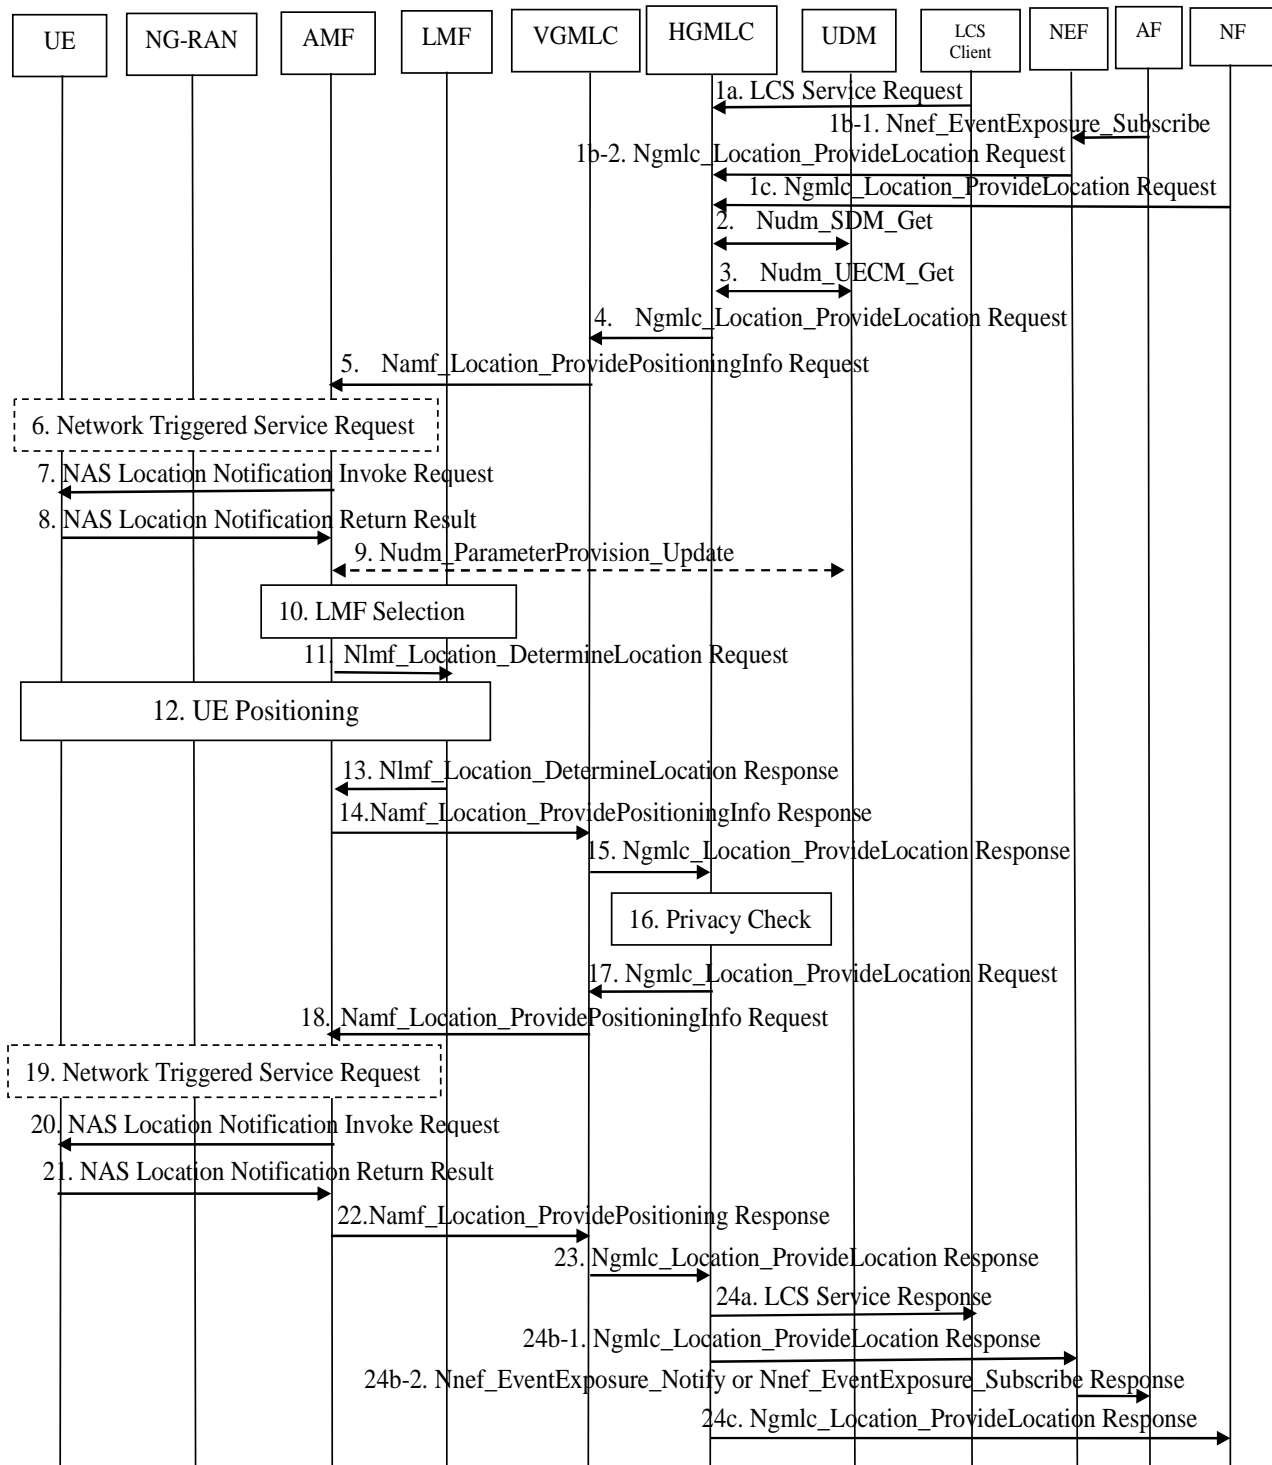 UE
NG-RAN
AMF
LMF
VGMLC
HGMLC
UDM
LCS
Client
NEF
AF
NF
1a. LCS Service Request
1b-1. Nnef_EventExposure_Subscribe
1b-2. Ngmlc_Location_ProvideLocation Request
1c. Ngmlc_Location_ProvideLocation Request
2. Nudm_SDM_Get
3. Nudm_UECM_Get
4. Ngmlc_Location_ProvideLocation Request
5. Namf_Location_ProvidePositioningInfo Request
6. Network Triggered Service Request
7. NAS Location Notification Invoke Request
8. NAS Location Notification Return Result
9. Nudm_ParameterProvision_Update
10. LMF Selection
11. Nlmf_Location_DetermineLocation Request
12. UE Positioning
13. Nlmf_Location_DetermineLocation Response
14.Namf_Location_ProvidePositioningInfo Response
15. Ngmlc_Location_ProvideLocation Response
16. Privacy Check
17. Ngmlc_Location_ProvideLocation Request
18. Namf_Location_ProvidePositioningInfo Request
19. Network Triggered Service Request
20. NAS Location Notification Invoke Request
21. NAS Location Notification Return Result
22.Namf_Location_ProvidePositioning Response
23. Ngmlc_Location_ProvideLocation Response
24a. LCS Service Response
24b-1. Ngmlc_Location_ProvideLocation Response
24b-2. Nnef_EventExposure_Notify or Nnef_EventExposure_Subscribe Response
24c. Ngmlc_Location_ProvideLocation Response